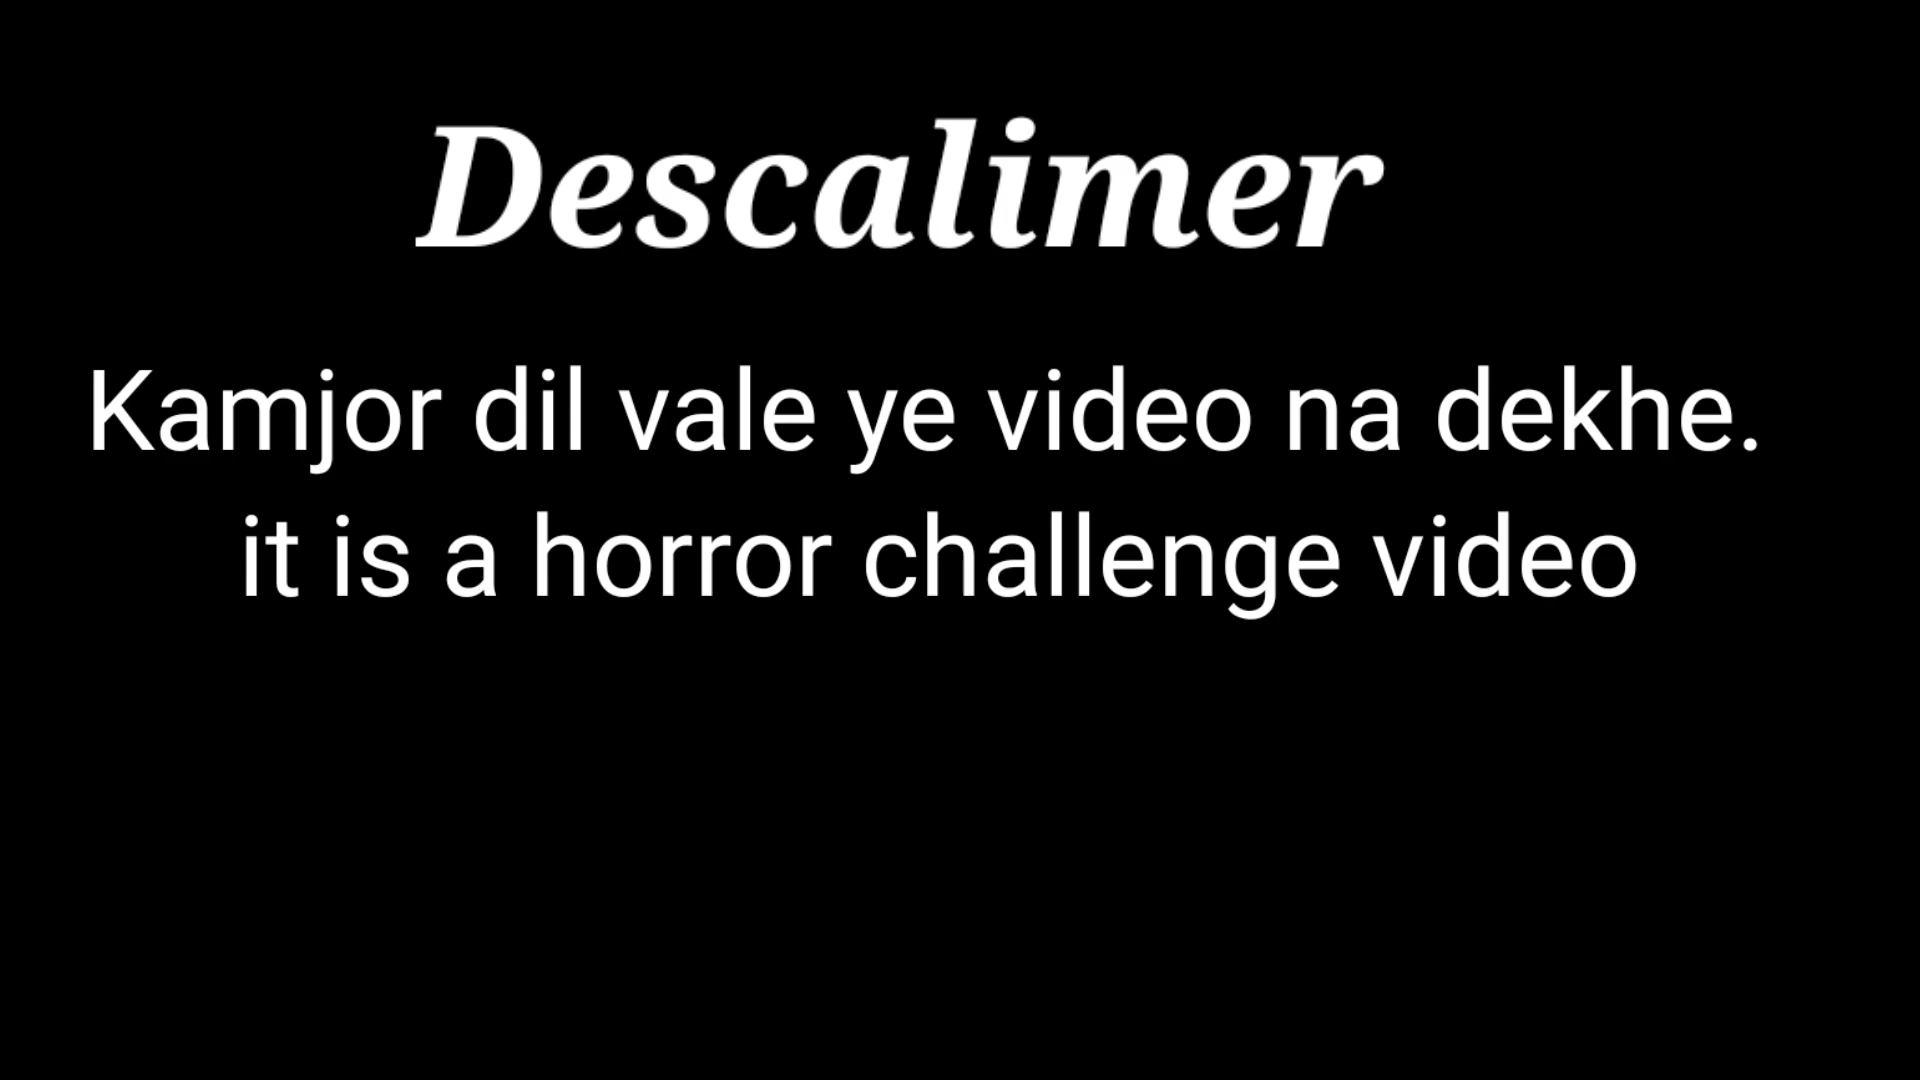 Descalimer
Kamjor dil vale ye video na dekhe.
it is a horror challenge video